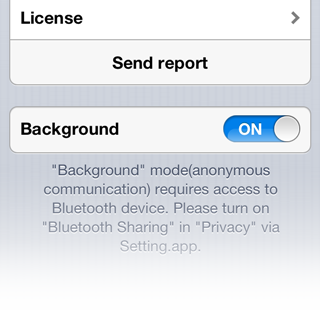 License
Send report
Background ON
"Background" mode(anonymous
communication) requires access to
Bluetooth device. Please turn on
"Bluetooth Sharing" in "Privacy" via
Setting.app.